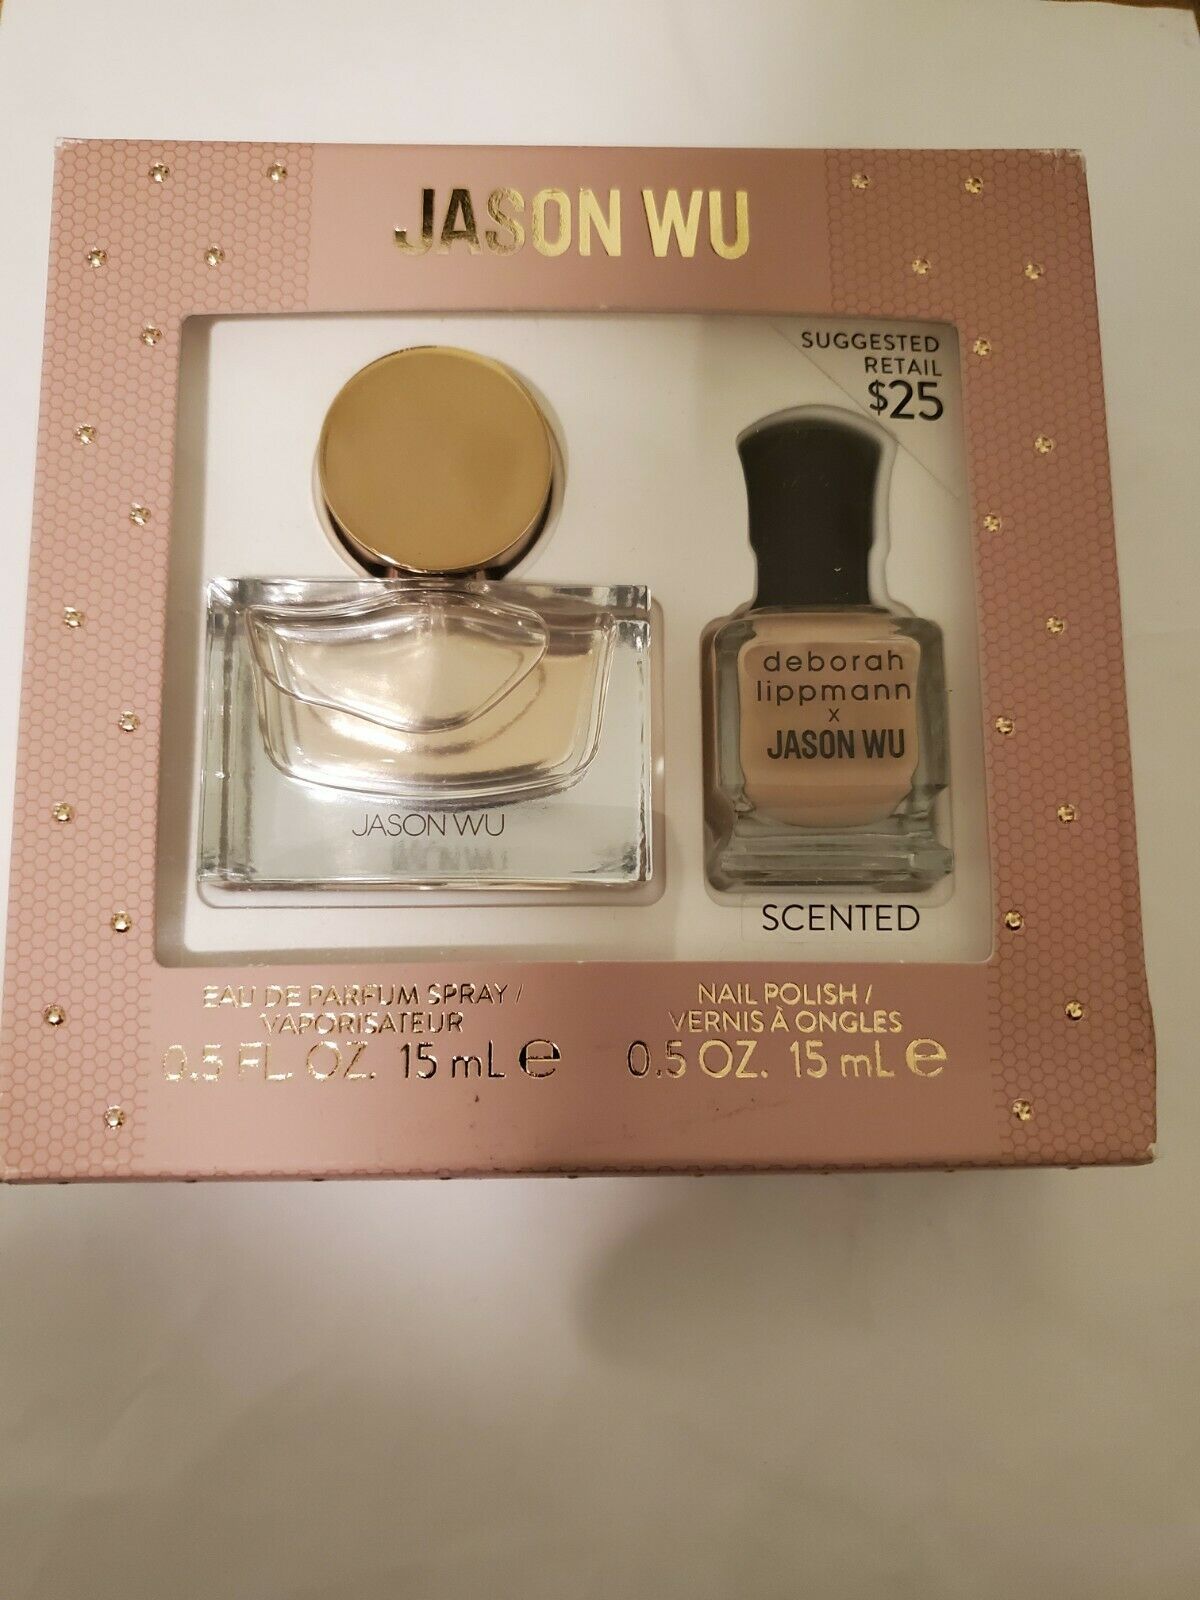 JASON WU
SUGGESTED
RETAIL
$25
deborah
lippmann
x
JASON WU
JASON WU
SCENTED
EAU DE PARFUM SPRAY /
VAPORISATEUR
0.5 FL. OZ. 15 mL ℮
NAIL POLISH /
VERNIS À ONGLES
0.5 OZ. 15 mL ℮